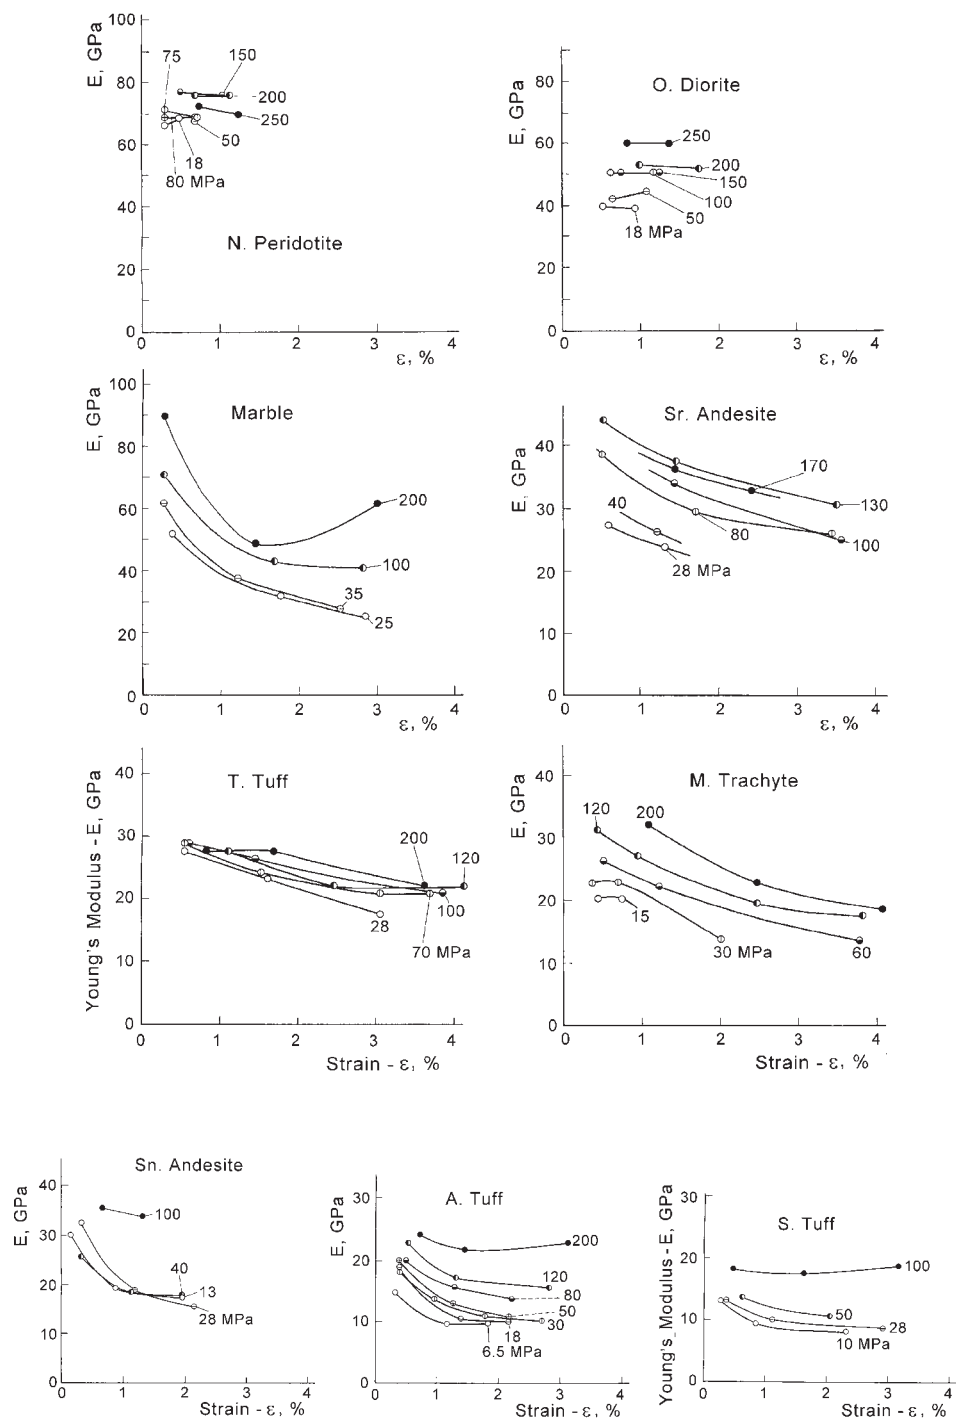 E, GPa
100
80
60
40
20
0
75
150
200
250
50
18
80 MPa
N. Peridotite
0 1 2 3 4
ε, %
E, GPa
80
60
40
20
0
O. Diorite
250
200
150
100
50
18 MPa
0 1 2 3 4
ε, %
E, GPa
100
80
60
40
20
0
Marble
200
100
35
25
0 1 2 3 4
ε, %
E, GPa
40
30
20
10
0
Sr. Andesite
170
130
40
80
100
28 MPa
0 1 2 3 4
ε, %
Young's Modulus - E, GPa
40
30
20
10
0
T. Tuff
200
120
100
28
70 MPa
0 1 2 3 4
Strain - ε, %
E, GPa
40
30
20
10
0
M. Trachyte
120
200
15
30 MPa
60
0 1 2 3 4
Strain - ε, %
Sn. Andesite
E, GPa
40
30
20
10
0
100
40
13
28 MPa
0 1 2 3 4
Strain - ε, %
A. Tuff
E, GPa
30
20
10
0
200
120
80
50
30
18
6.5 MPa
0 1 2 3 4
Strain - ε, %
S. Tuff
Young's Modulus - E, GPa
30
20
10
0
100
50
28
10 MPa
0 1 2 3 4
Strain - ε, %